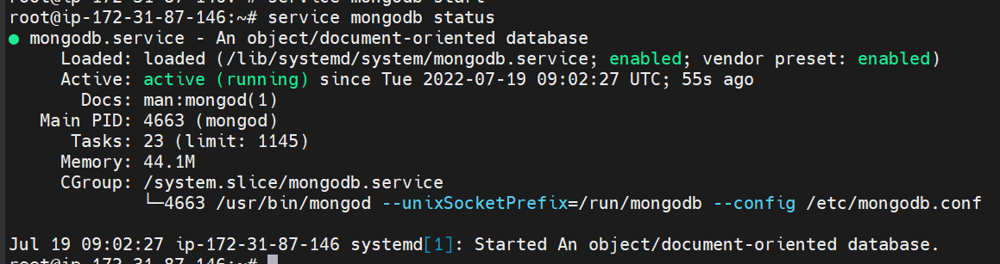 root@ip-172-31-87-146:~# service mongodb start
root@ip-172-31-87-146:~# service mongodb status
● mongodb.service - An object/document-oriented database
     Loaded: loaded (/lib/systemd/system/mongodb.service; enabled; vendor preset: enabled)
     Active: active (running) since Tue 2022-07-19 09:02:27 UTC; 55s ago
       Docs: man:mongod(1)
   Main PID: 4663 (mongod)
      Tasks: 23 (limit: 1145)
     Memory: 44.1M
     CGroup: /system.slice/mongodb.service
             └─4663 /usr/bin/mongod --unixSocketPrefix=/run/mongodb --config /etc/mongodb.conf

Jul 19 09:02:27 ip-172-31-87-146 systemd[1]: Started An object/document-oriented database.
root@ip-172-31-87-146:~#